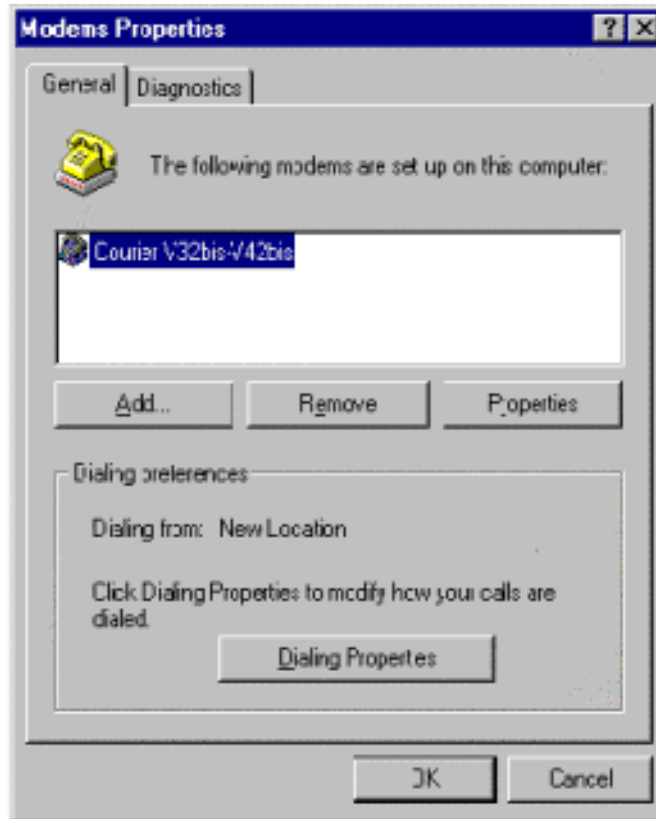 Modems Properties
General Diagnostics
The following modems are set up on this computer:
Courier V32bis-V42bis
Add... Remove Properties
Dialing preferences
Dialing from: New Location
Click Dialing Properties to modify how your calls are
dialed.
Dialing Properties
OK Cancel